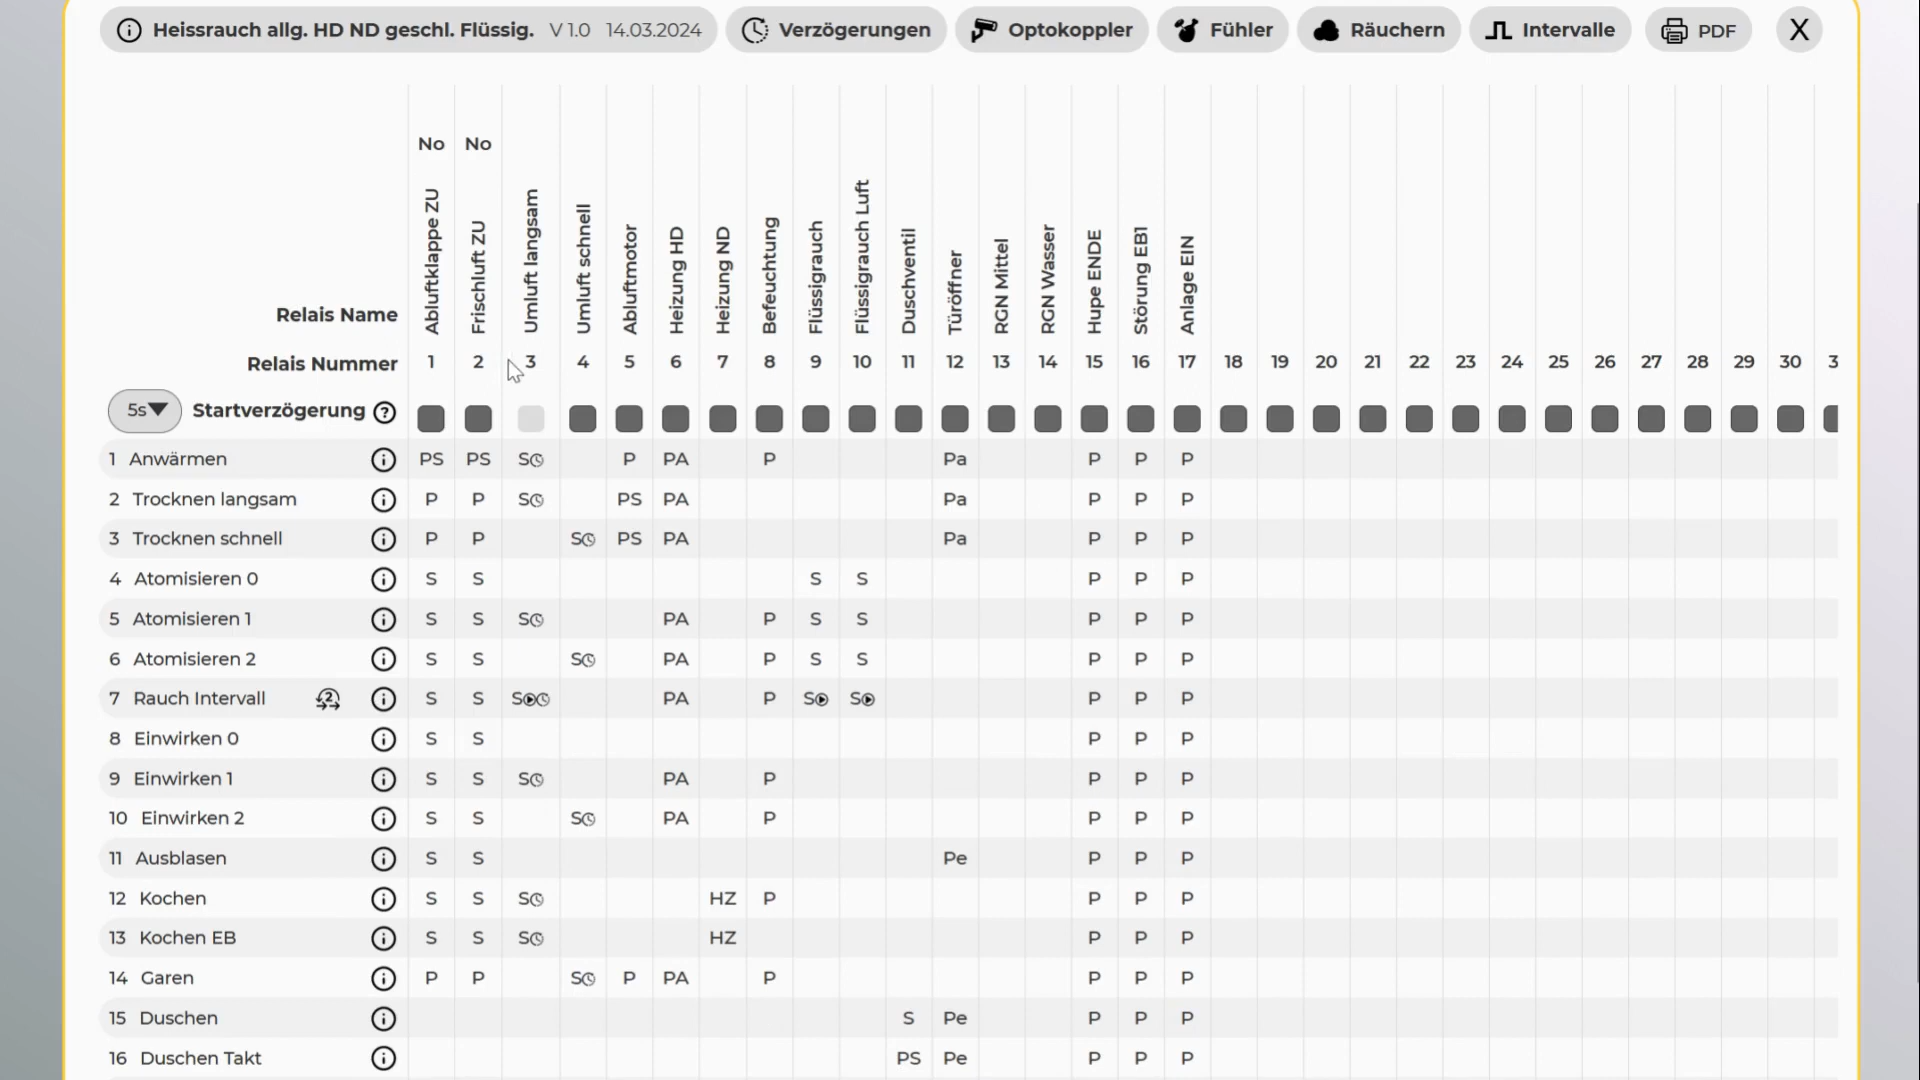 Heissrauch allg. HD ND geschl. Flüssig. V 1.0 14.03.2024 Verzögerungen Optokoppler Fühler Räuchern Intervalle PDF X
No No
Relais Name Abluftklappe ZU Frischluft ZU Umluft langsam Umluft schnell Abluftmotor Heizung HD Heizung ND Befeuchtung Flüssigrauch Flüssigrauch Luft Duschventil Türöffner RGN Mittel RGN Wasser Hupe ENDE Störung EB1 Anlage EIN
Relais Nummer 1 2 3 4 5 6 7 8 9 10 11 12 13 14 15 16 17 18 19 20 21 22 23 24 25 26 27 28 29 30
5s Startverzögerung ?
1 Anwärmen PS PS S P PA P Pa P P P
2 Trocknen langsam P P S PS PA Pa P P P
3 Trocknen schnell P P S PS PA Pa P P P
4 Atomisieren 0 S S S S P P P
5 Atomisieren 1 S S S PA P S S P P P
6 Atomisieren 2 S S S PA P S S P P P
7 Rauch Intervall 2 S S S PA P S S P P P
8 Einwirken 0 S S P P P
9 Einwirken 1 S S S PA P P P P
10 Einwirken 2 S S S PA P P P P
11 Ausblasen S S Pe P P P
12 Kochen S S S HZ P P P P
13 Kochen EB S S S HZ P P P
14 Garen P P S P PA P P P P
15 Duschen S Pe P P P
16 Duschen Takt PS Pe P P P